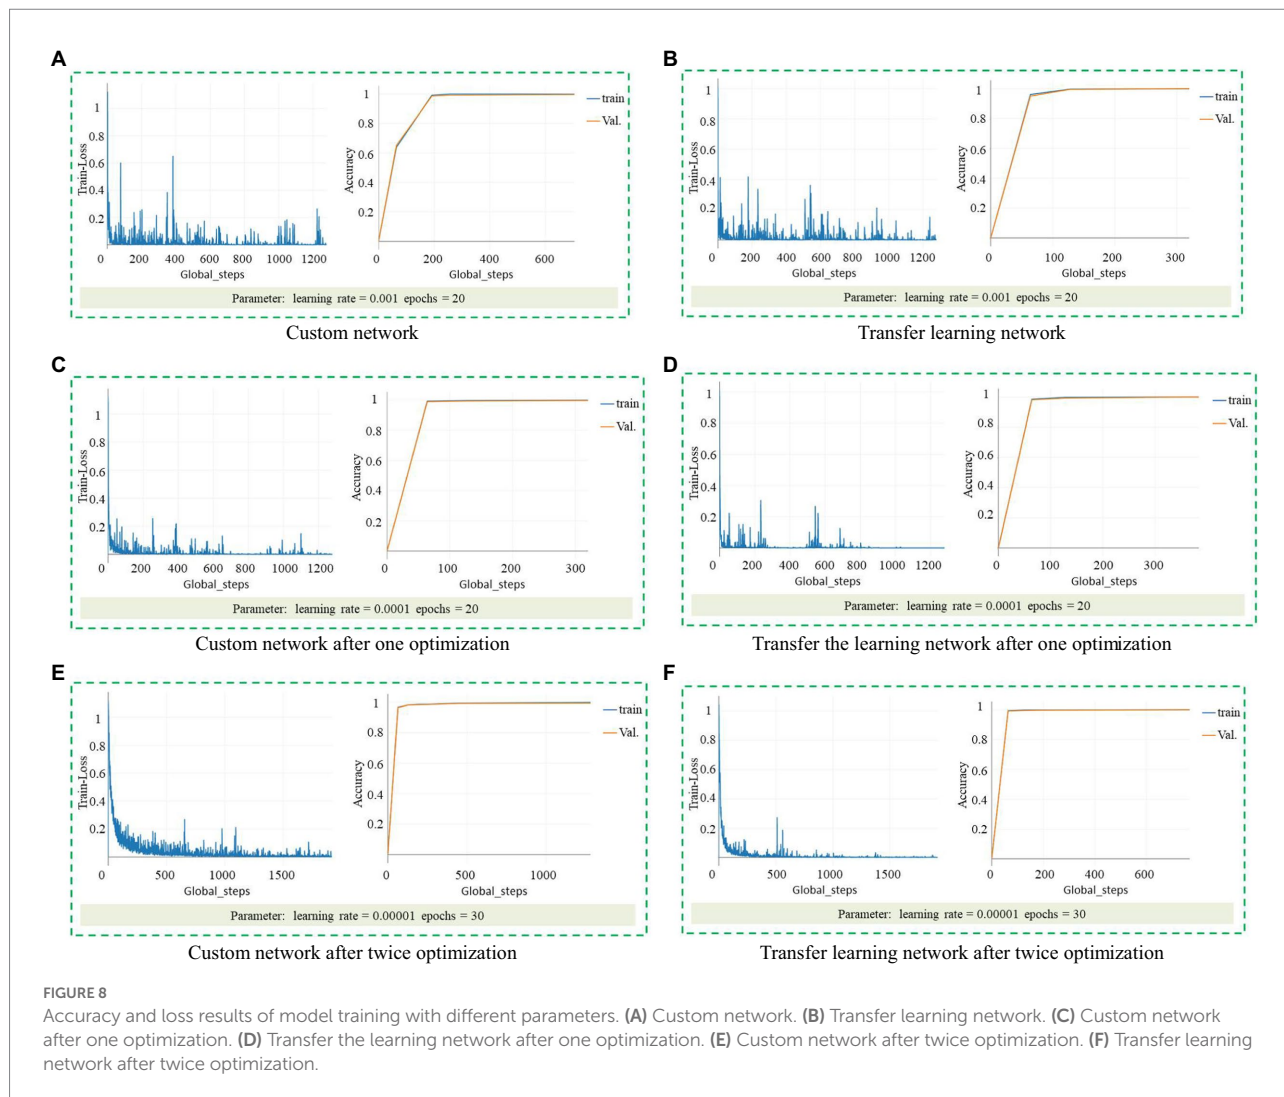 A
Train-Loss
1
0.8
0.6
0.4
0.2
0 200 400 600 800 1000 1200
Global_steps
Accuracy
1
0.8
0.6
0.4
0.2
0 200 400 600
Global_steps
train
Val.
Parameter: learning rate = 0.001 epochs = 20
Custom network
B
Train-Loss
1
0.8
0.6
0.4
0.2
0 200 400 600 800 1000 1200
Global_steps
Accuracy
1
0.8
0.6
0.4
0.2
0 100 200 300
Global_steps
train
Val.
Parameter: learning rate = 0.001 epochs = 20
Transfer learning network
C
Train-Loss
1
0.8
0.6
0.4
0.2
0 200 400 600 800 1000 1200
Global_steps
Accuracy
1
0.8
0.6
0.4
0.2
0 100 200 300
Global_steps
train
Val.
Parameter: learning rate = 0.0001 epochs = 20
Custom network after one optimization
D
Train-Loss
1
0.8
0.6
0.4
0.2
0 200 400 600 800 1000 1200
Global_steps
Accuracy
1
0.8
0.6
0.4
0.2
0 100 200 300
Global_steps
train
Val.
Parameter: learning rate = 0.0001 epochs = 20
Transfer the learning network after one optimization
E
Train-Loss
1
0.8
0.6
0.4
0.2
0 500 1000 1500
Global_steps
Accuracy
1
0.8
0.6
0.4
0.2
0 500 1000
Global_steps
train
Val.
Parameter: learning rate = 0.00001 epochs = 30
Custom network after twice optimization
F
Train-Loss
1
0.8
0.6
0.4
0.2
0 500 1000 1500
Global_steps
Accuracy
1
0.8
0.6
0.4
0.2
0 200 400 600
Global_steps
train
Val.
Parameter: learning rate = 0.00001 epochs = 30
Transfer learning network after twice optimization
FIGURE 8
Accuracy and loss results of model training with different parameters. (A) Custom network. (B) Transfer learning network. (C) Custom network
after one optimization. (D) Transfer the learning network after one optimization. (E) Custom network after twice optimization. (F) Transfer learning
network after twice optimization.